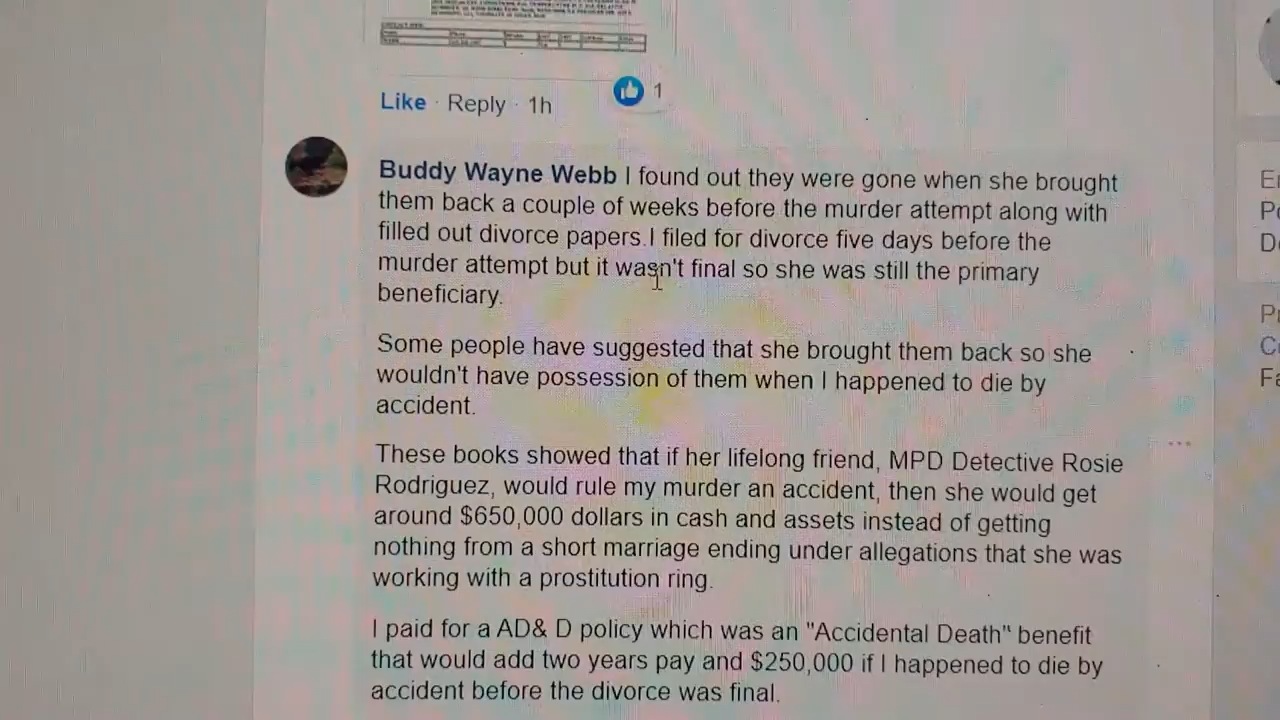 Like · Reply · 1h
1
Buddy Wayne Webb I found out they were gone when she brought
them back a couple of weeks before the murder attempt along with
filled out divorce papers.I filed for divorce five days before the
murder attempt but it wasn't final so she was still the primary
beneficiary.
Some people have suggested that she brought them back so she
wouldn't have possession of them when I happened to die by
accident.
These books showed that if her lifelong friend, MPD Detective Rosie
Rodriguez, would rule my murder an accident, then she would get
around $650,000 dollars in cash and assets instead of getting
nothing from a short marriage ending under allegations that she was
working with a prostitution ring.
I paid for a AD& D policy which was an "Accidental Death" benefit
that would add two years pay and $250,000 if I happened to die by
accident before the divorce was final.